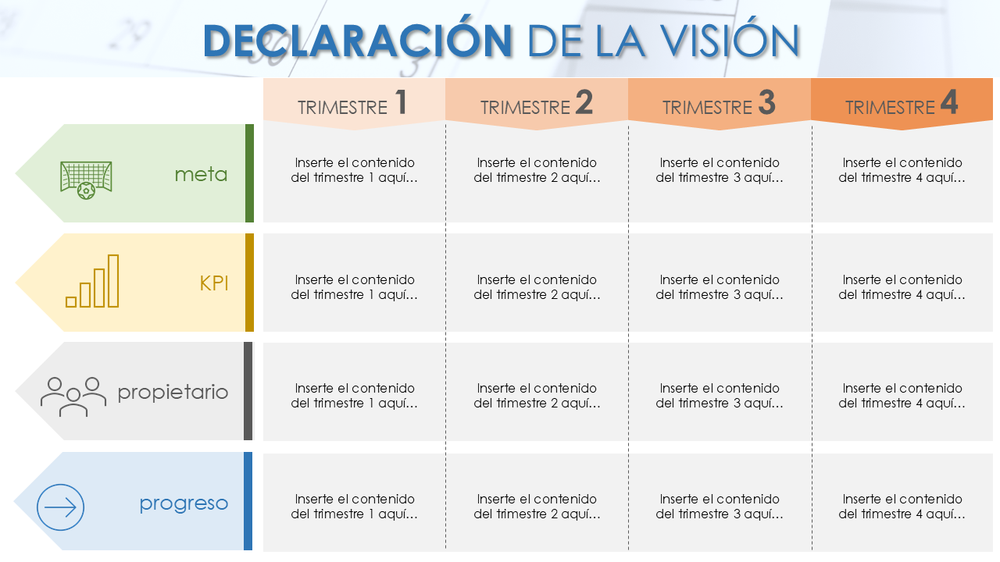 DECLARACIÓN DE LA VISIÓN
TRIMESTRE 1
TRIMESTRE 2
TRIMESTRE 3
TRIMESTRE 4
meta
Inserte el contenido
del trimestre 1 aquí…
Inserte el contenido
del trimestre 2 aquí…
Inserte el contenido
del trimestre 3 aquí…
Inserte el contenido
del trimestre 4 aquí…
KPI
Inserte el contenido
del trimestre 1 aquí…
Inserte el contenido
del trimestre 2 aquí…
Inserte el contenido
del trimestre 3 aquí…
Inserte el contenido
del trimestre 4 aquí…
propietario
Inserte el contenido
del trimestre 1 aquí…
Inserte el contenido
del trimestre 2 aquí…
Inserte el contenido
del trimestre 3 aquí…
Inserte el contenido
del trimestre 4 aquí…
progreso
Inserte el contenido
del trimestre 1 aquí…
Inserte el contenido
del trimestre 2 aquí…
Inserte el contenido
del trimestre 3 aquí…
Inserte el contenido
del trimestre 4 aquí…
29
30
31